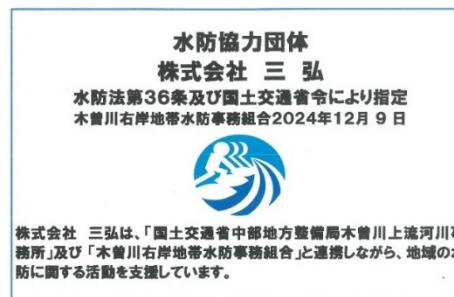 水防協力団体
株式会社 三 弘
水防法第36条及び国土交通省令により指定
木曽川右岸地帯水防事務組合2024年12月 9 日
株式会社 三弘は、「国土交通省中部地方整備局木曽川上流河川事
務所」及び「木曽川右岸地帯水防事務組合」と連携しながら、地域の水
防に関する活動を支援しています。